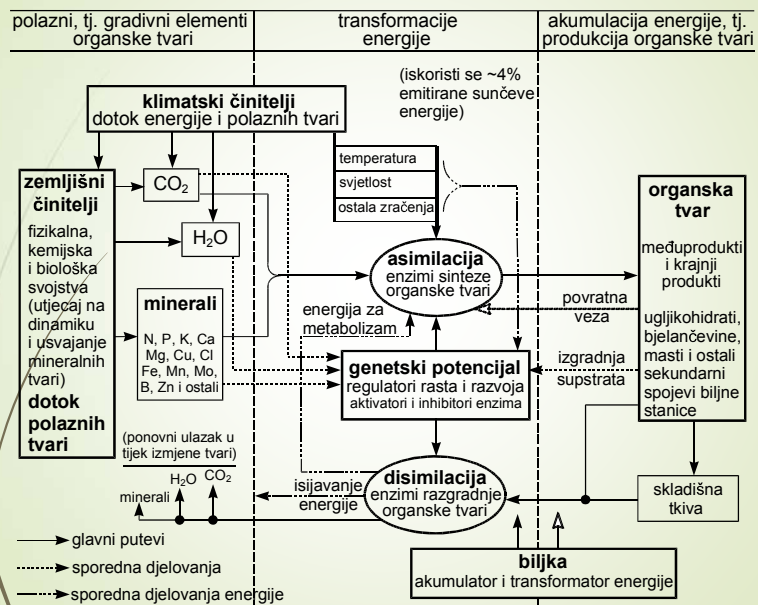 polazni, tj. gradivni elementi
organske tvari
transformacije
energije
akumulacija energije, tj.
produkcija organske tvari
(iskoristi se ~4%
emitirane sunčeve
energije)
klimatski činitelji
dotok energije i polaznih tvari
zemljišni
činitelji
fizikalna,
kemijska
i biološka
svojstva
(utjecaj na
dinamiku
i usvajanje
mineralnih
tvari)
dotok
polaznih
tvari
CO₂
H₂O
minerali
N, P, K, Ca
Mg, Cu, Cl
Fe, Mn, Mo,
B, Zn i ostali
temperatura
svjetlost
ostala zračenja
asimilacija
enzimi sinteze
organske tvari
energija za
metabolizam
genetski potencijal
regulatori rasta i razvoja
aktivatori i inhibitori enzima
povratna
veza
izgradnja
supstrata
organska
tvar
međuprodukti
i krajnji
produkti
ugljikohidrati,
bjelančevine,
masti i ostali
sekundarni
spojevi biljne
stanice
(ponovni ulazak u
tijek izmjene tvari)
minerali
H₂O
CO₂
isijavanje
energije
disimilacija
enzimi razgradnje
organske tvari
skladišna
tkiva
biljka
akumulator i transformator energije
glavni putevi
sporedna djelovanja
sporedna djelovanja energije